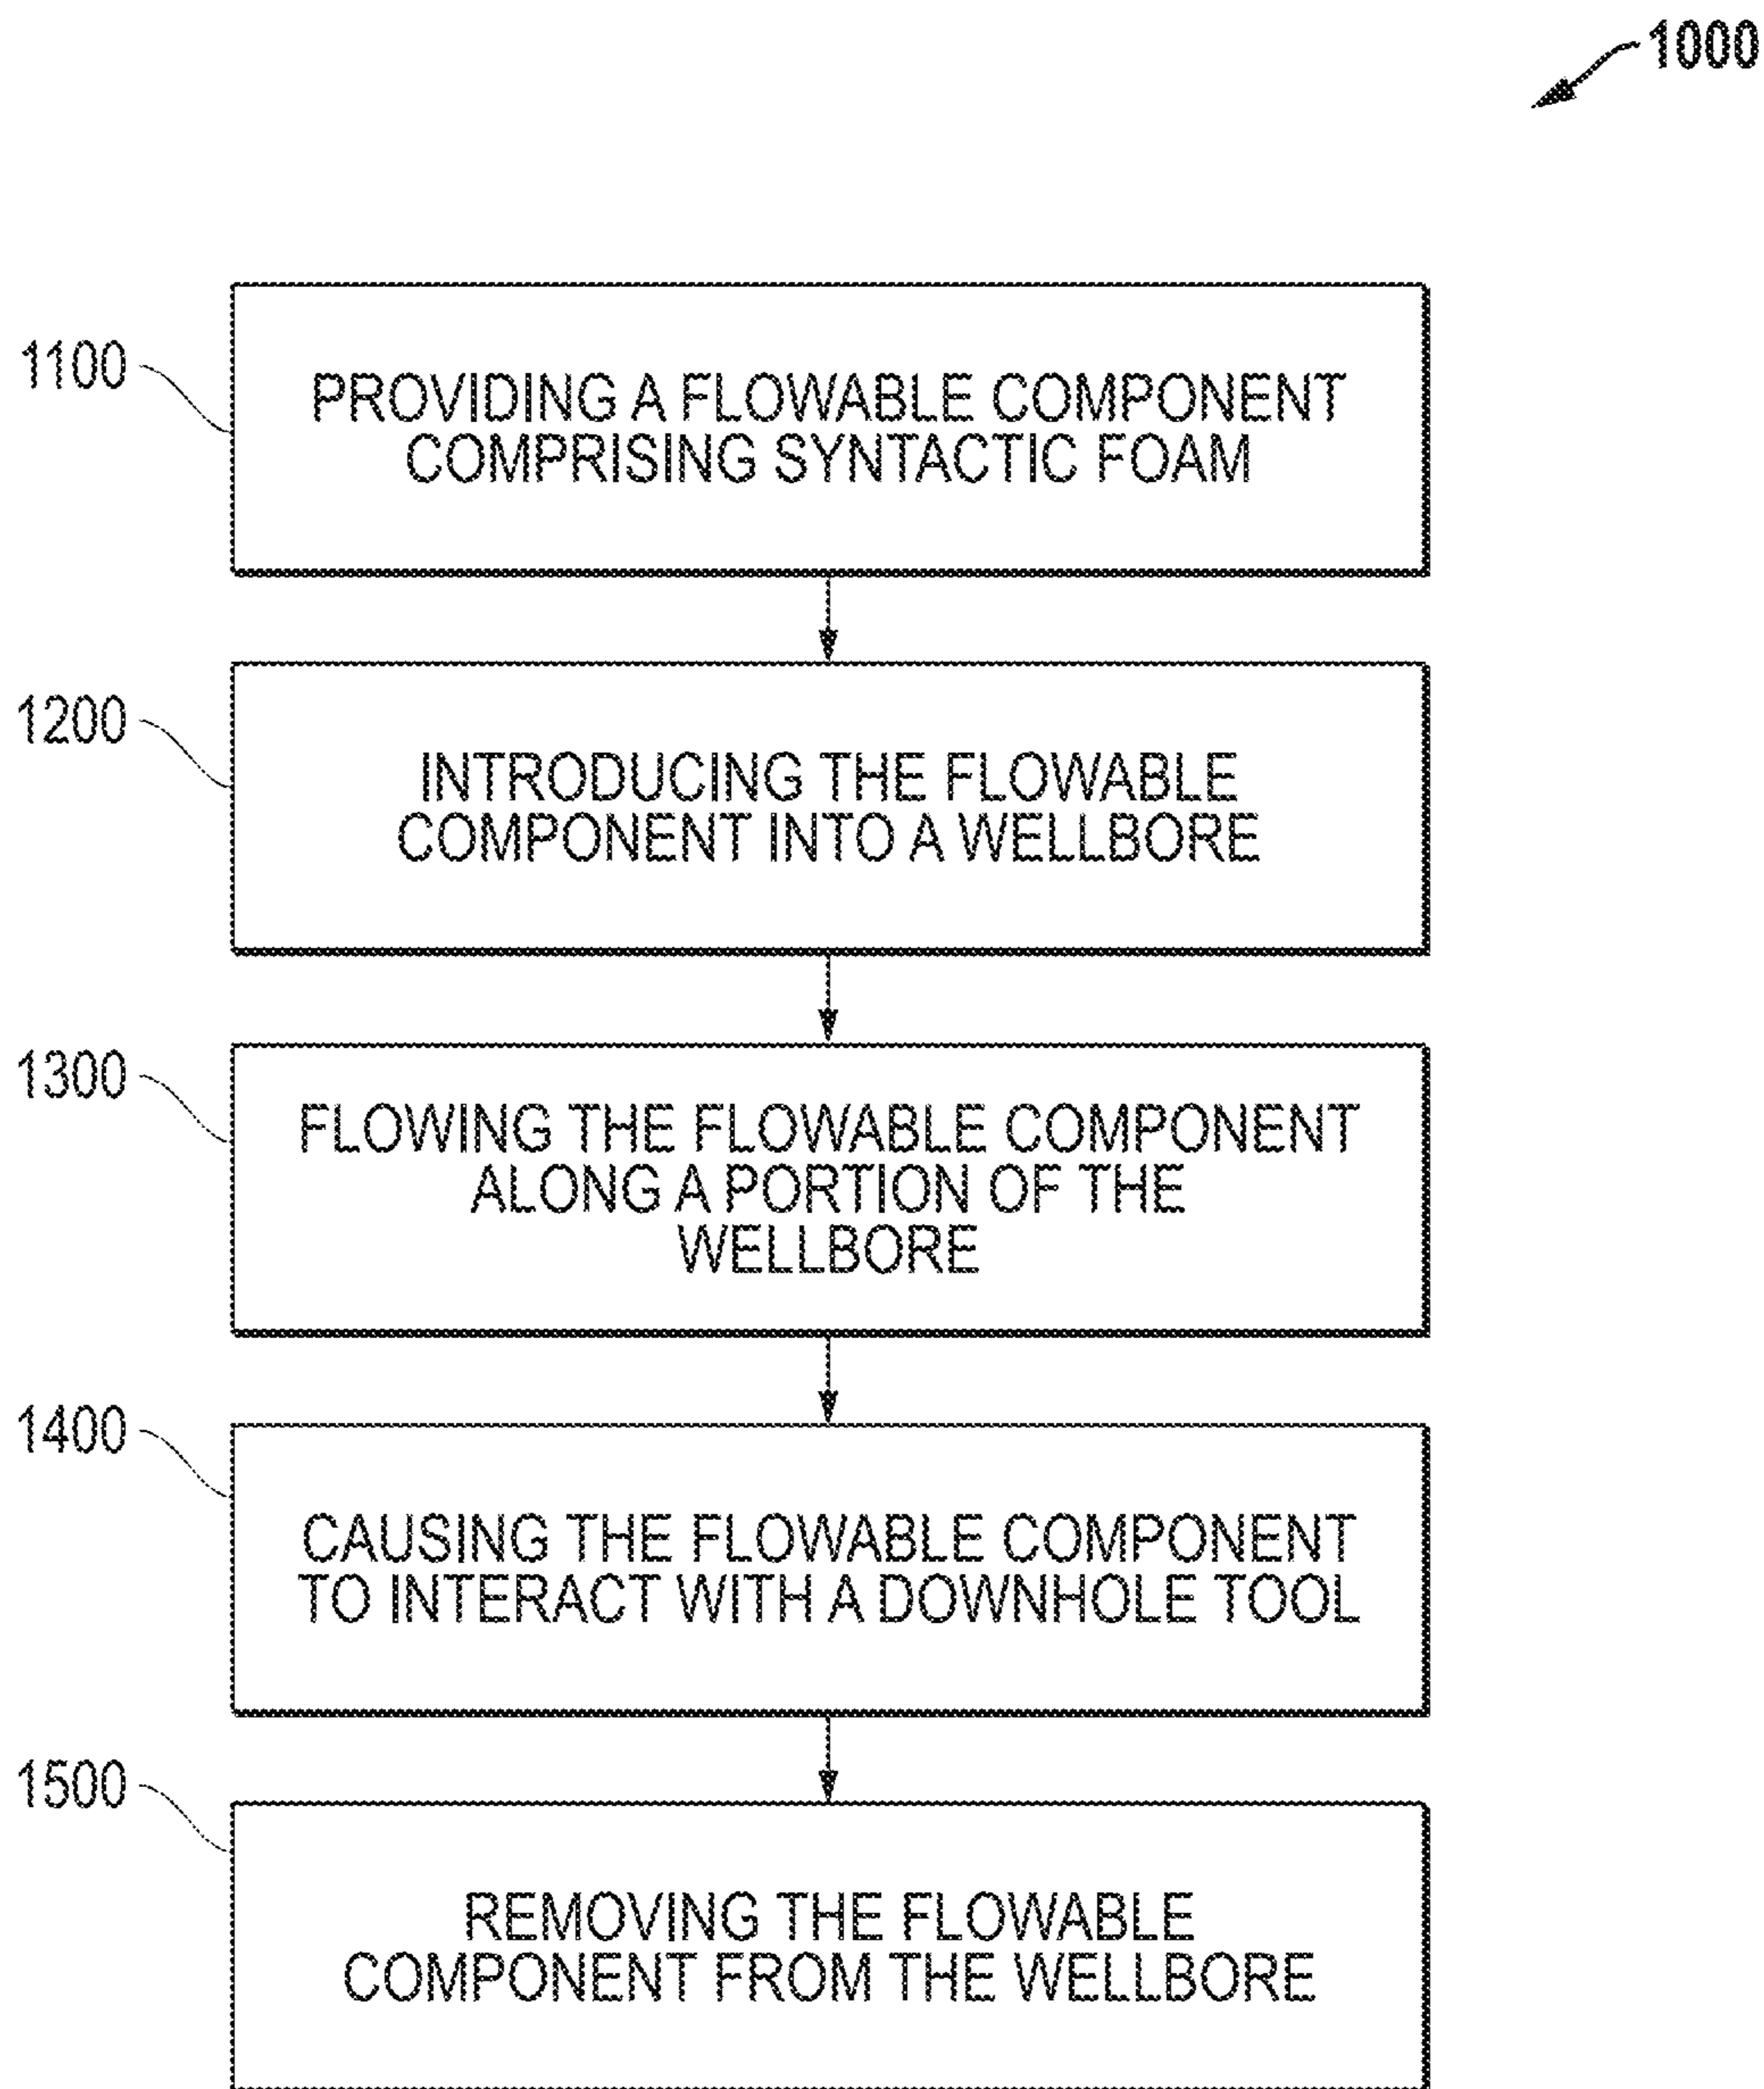 1000
1100
PROVIDING A FLOWABLE COMPONENT
COMPRISING SYNTACTIC FOAM
1200
INTRODUCING THE FLOWABLE
COMPONENT INTO A WELLBORE
1300
FLOWING THE FLOWABLE COMPONENT
ALONG A PORTION OF THE
WELLBORE
1400
CAUSING THE FLOWABLE COMPONENT
TO INTERACT WITH A DOWNHOLE TOOL
1500
REMOVING THE FLOWABLE
COMPONENT FROM THE WELLBORE